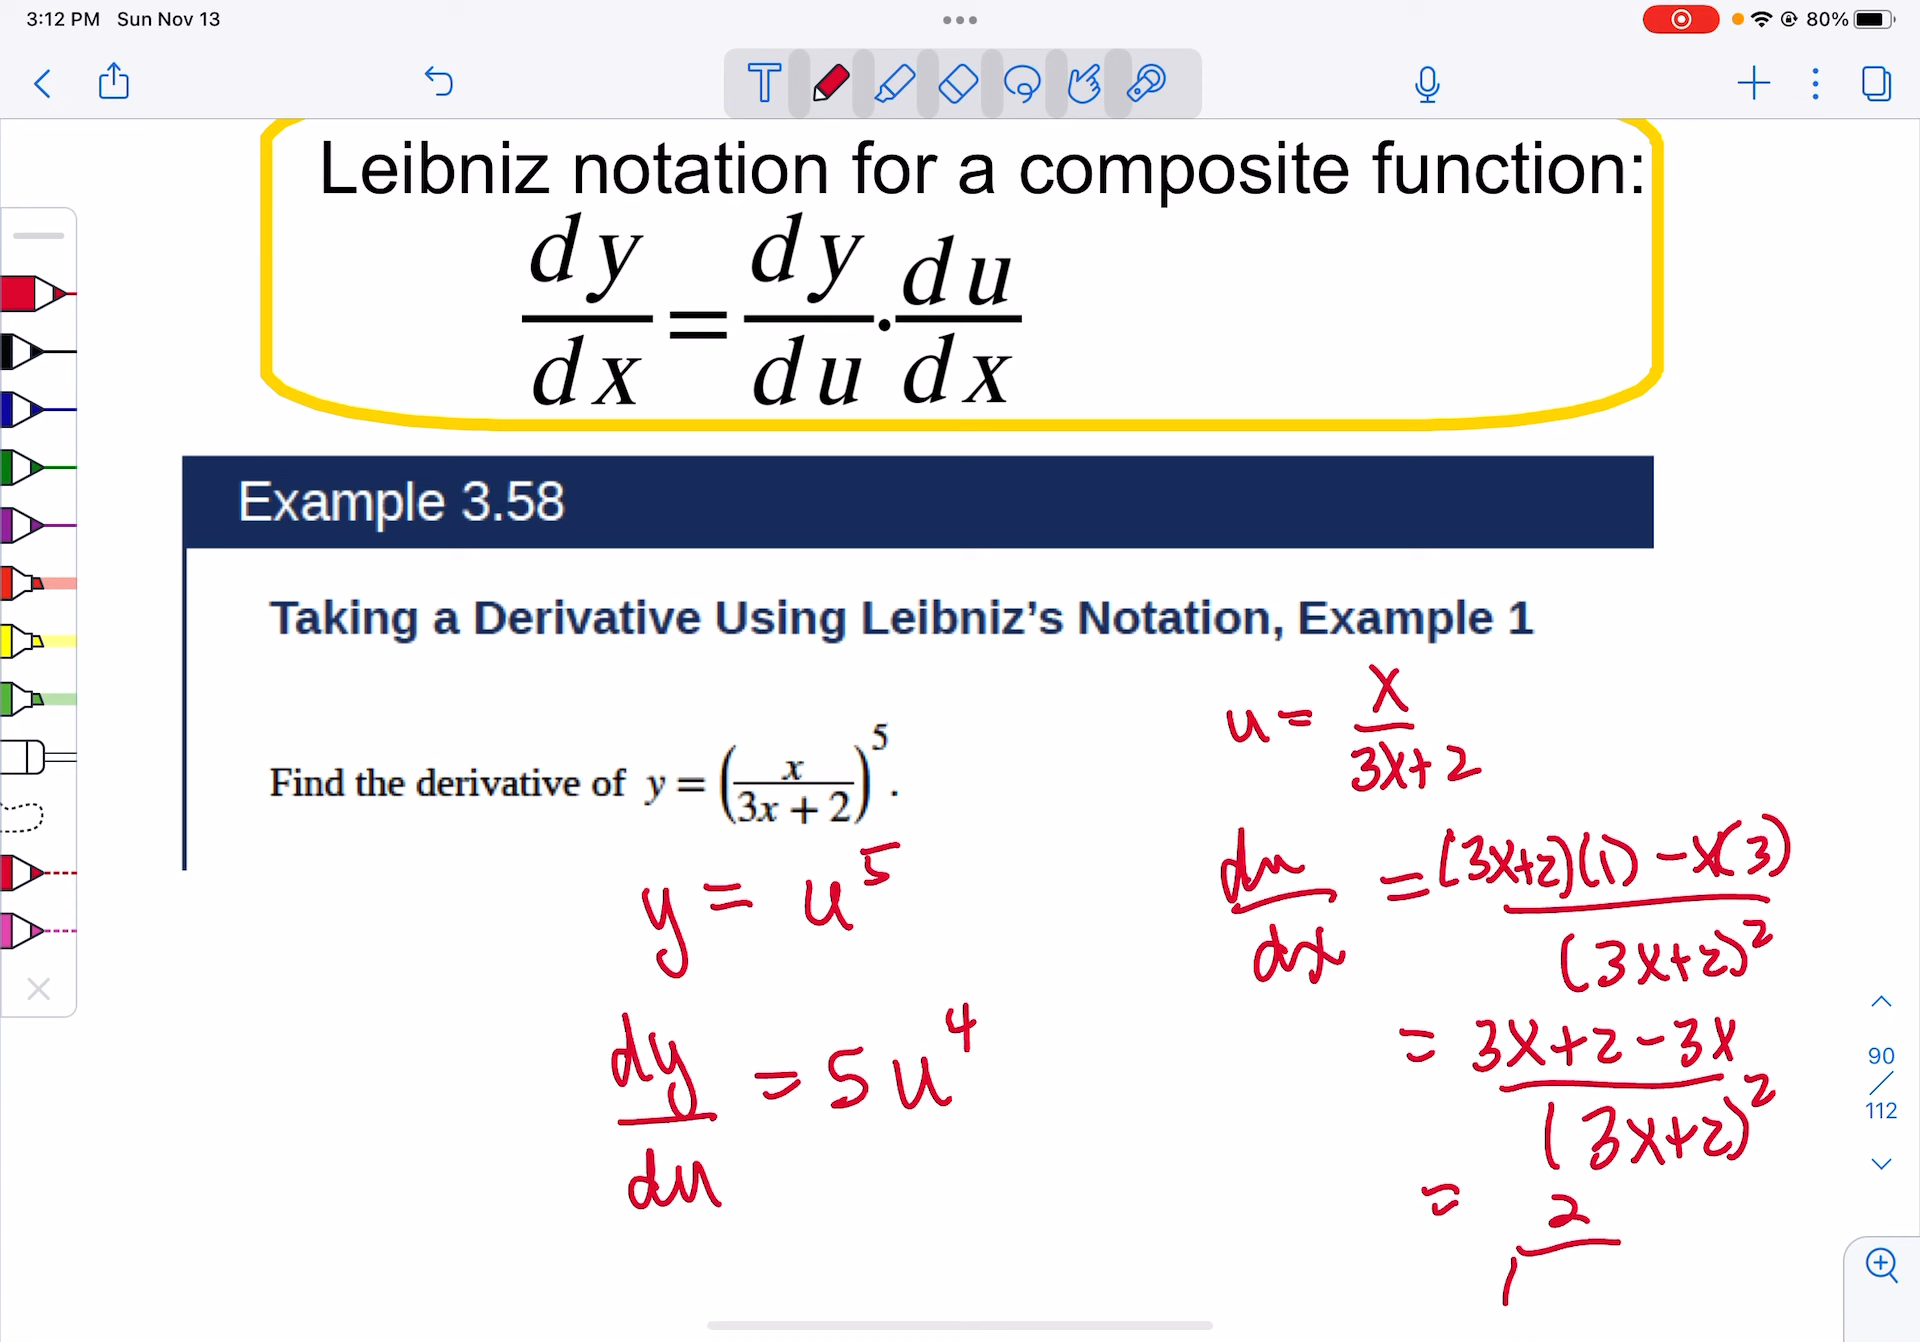 3:12 PM Sun Nov 13
80%
T
Leibniz notation for a composite function:
dy/dx = dy/du · du/dx
Example 3.58
Taking a Derivative Using Leibniz’s Notation, Example 1
Find the derivative of y = (x/(3x + 2))^5.
y = u^5
dy/du = 5u^4
u = x/(3x+2)
du/dx = ((3x+2)(1) - x(3))/(3x+2)^2
= (3x+2-3x)/(3x+2)^2
= 2/(
90
/
112